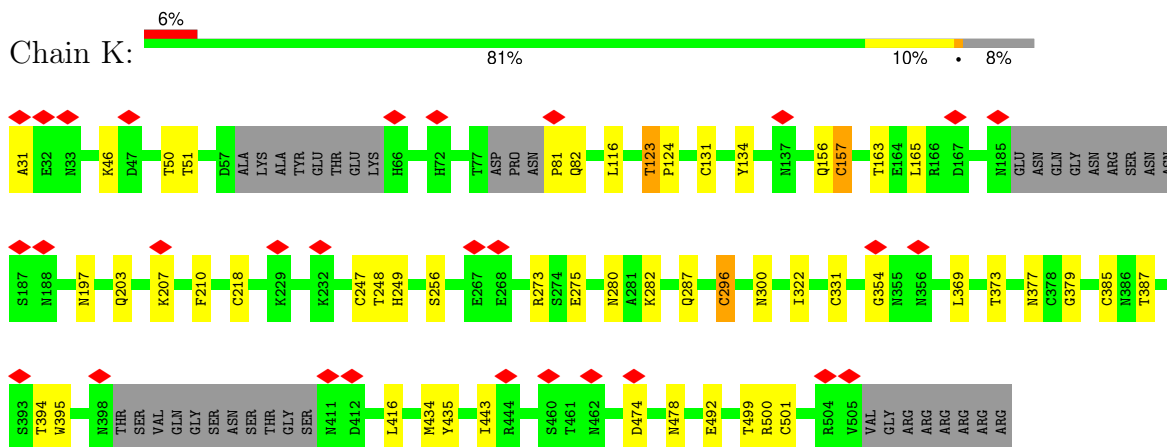 6%
Chain K:
81% 10% • 8%
A31 E32 N33 K46 D47 T50 T51 D57 ALA LYS ALA TYR GLU THR GLU LYS H66 H72 T77 ASP PRO ASN P81 Q82 L116 T123 P124 C131 Y134 N137 Q156 C157 T163 E164 L165 R166 D167 N185 GLU ASN GLN GLY ASN ARG SER ASN ASN
S187 N188 N197 Q203 K207 F210 C218 K229 K232 C247 T248 H249 S256 E267 E268 R273 S274 E275 N280 A281 K282 Q287 C296 N300 I322 C331 G354 N355 N356 L369 T373 N377 C378 G379 C385 N386 T387
S393 T394 W395 N398 THR SER VAL GLN GLY SER ASN SER THR GLY SER N411 D412 L416 M434 Y435 I443 R444 S460 T461 N462 D474 N478 E492 T499 R500 C501 R504 V505 VAL GLY ARG ARG ARG ARG ARG ARG